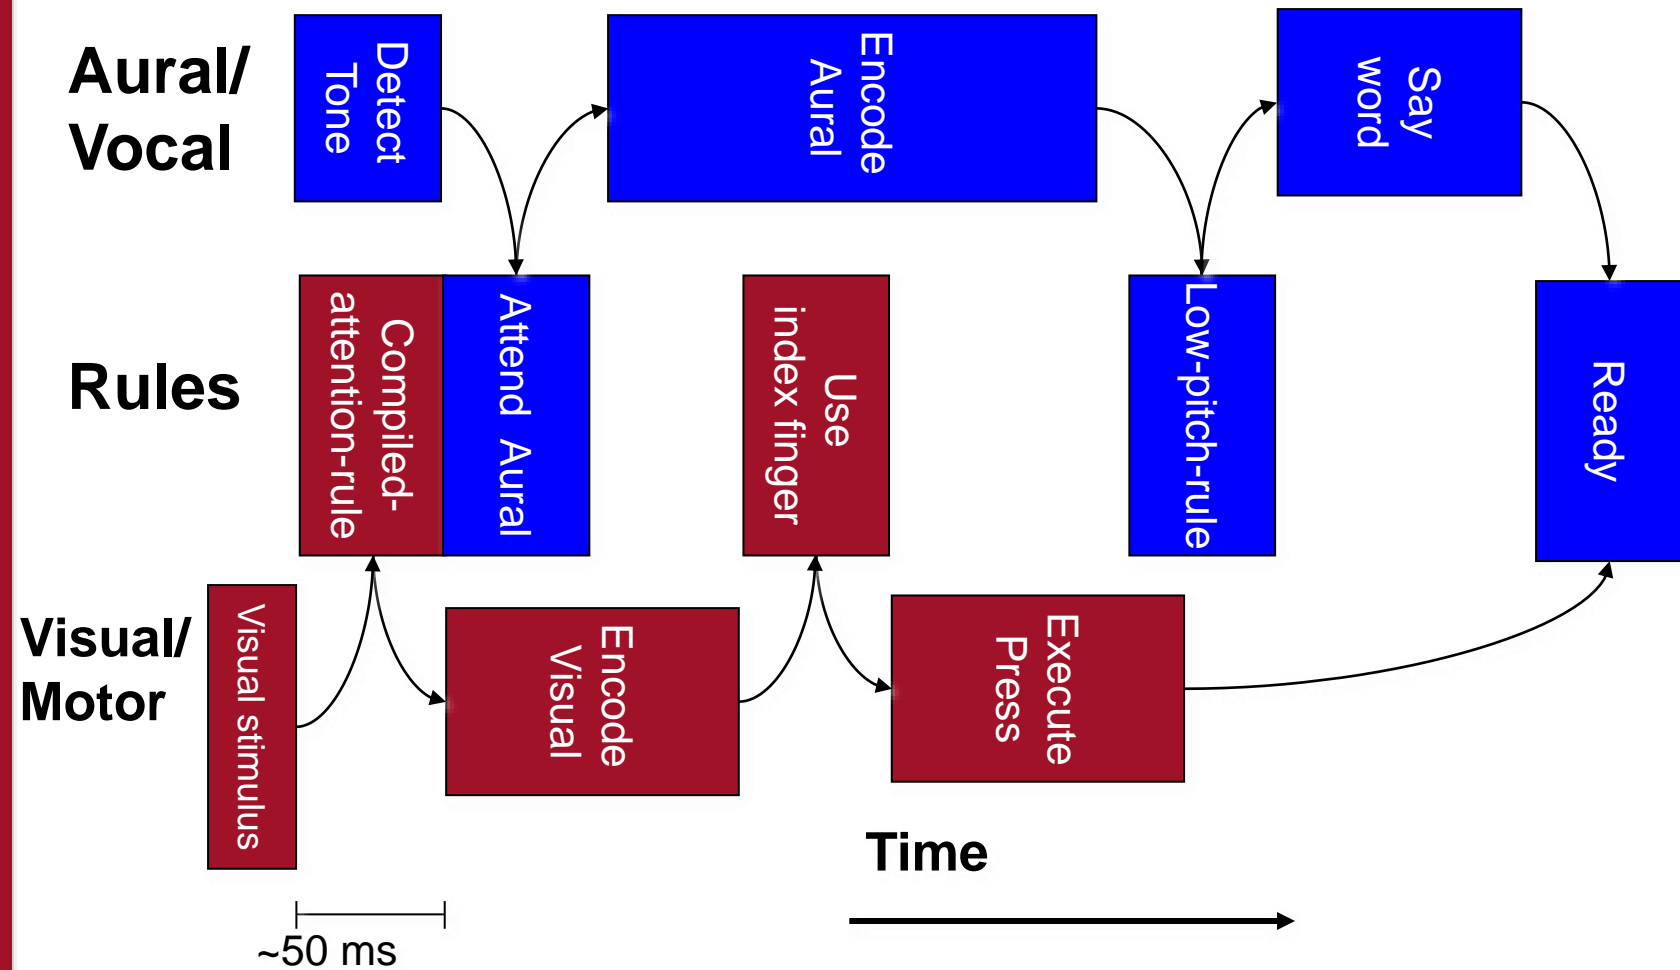 Aural/
Vocal
Detect
Tone
Encode
Aural
Say
word
Rules
Compiled-
attention-rule
Attend Aural
Use
index finger
Low-pitch-rule
Ready
Visual/
Motor
Visual stimulus
Encode
Visual
Execute
Press
Time
~50 ms